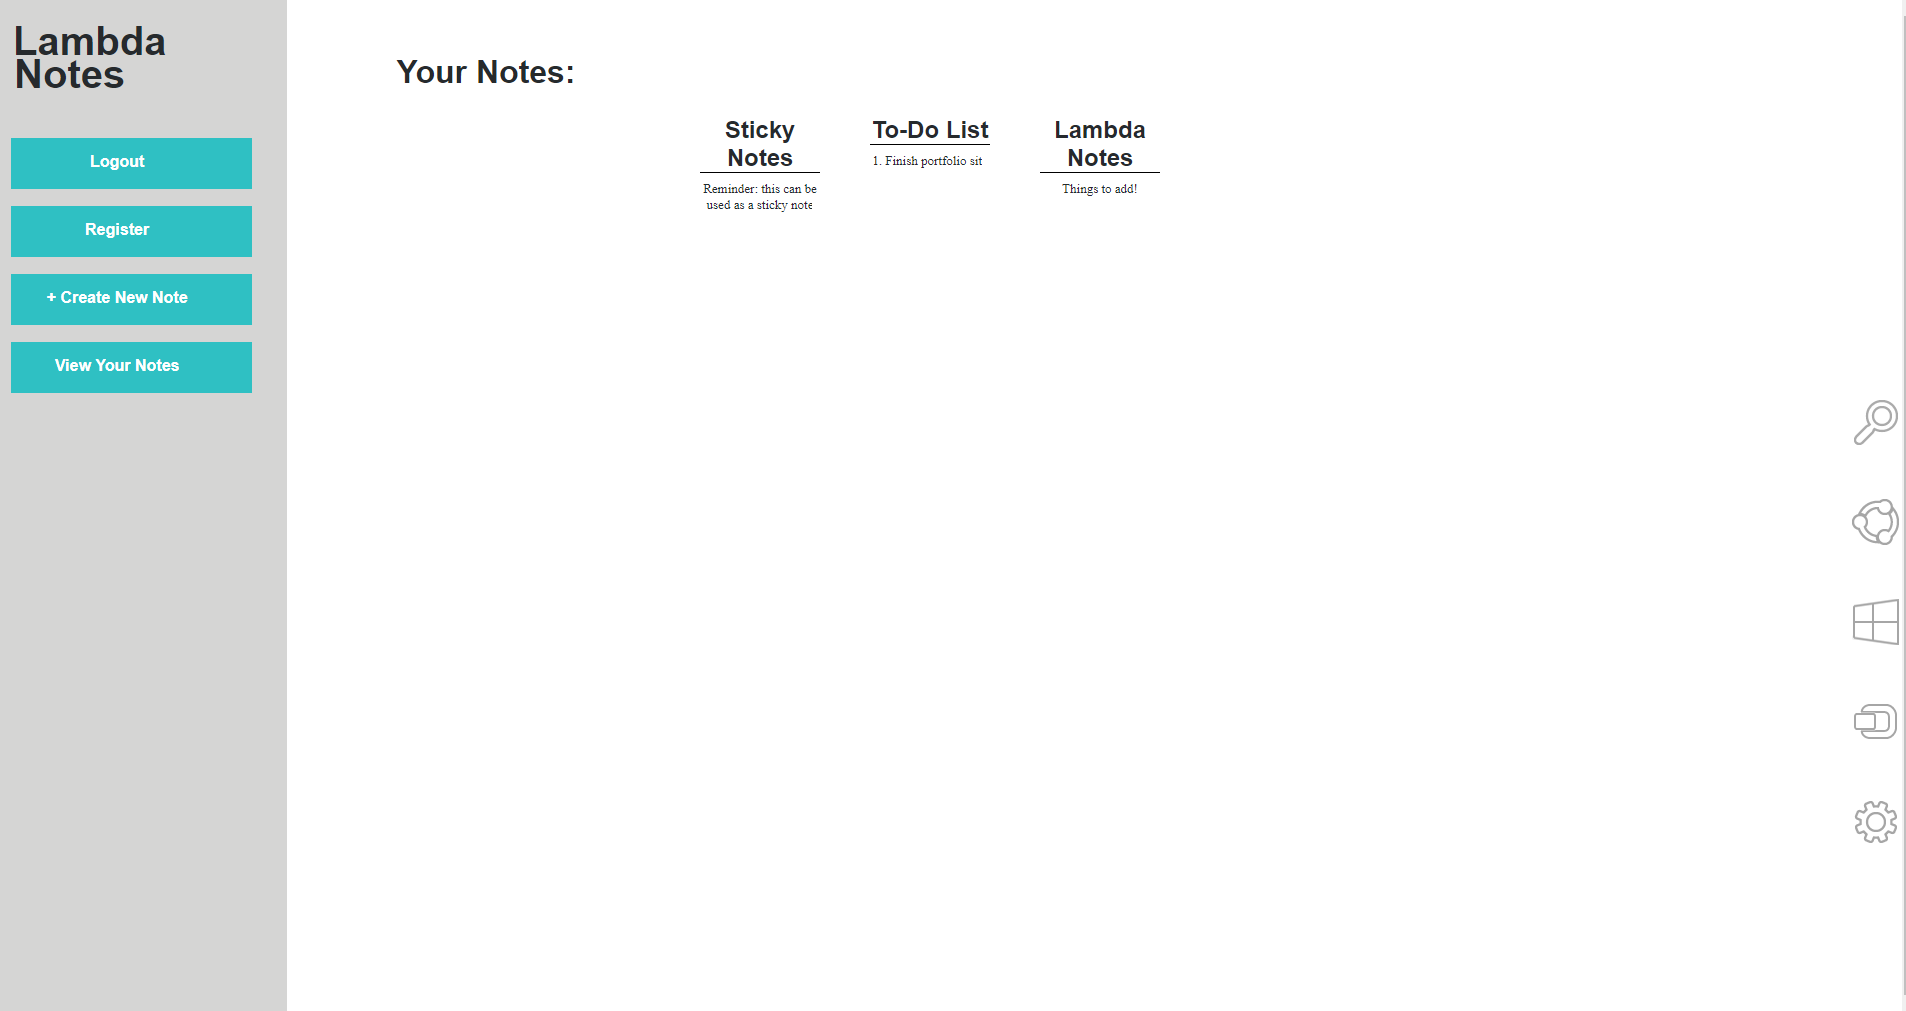 Lambda
Notes
Logout
Register
+ Create New Note
View Your Notes
Your Notes:
Sticky
Notes
Reminder: this can be
used as a sticky note
To-Do List
1. Finish portfolio sit
Lambda
Notes
Things to add!